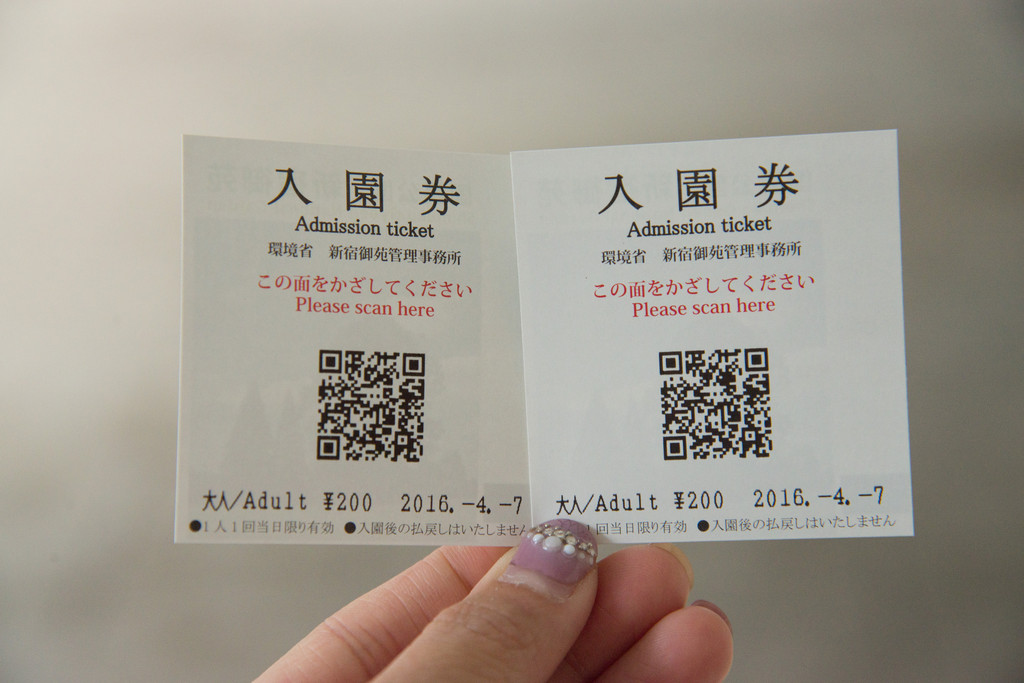 入園券
Admission ticket
環境省 新宿御苑管理事務所
この面をかざしてください
Please scan here
大人/Adult ¥200 2016.-4.-7
●1人1回当日限り有効 ●入園後の払戻しはいたしません
入園券
Admission ticket
環境省 新宿御苑管理事務所
この面をかざしてください
Please scan here
大人/Adult ¥200 2016.-4.-7
1回当日限り有効 ●入園後の払戻しはいたしません